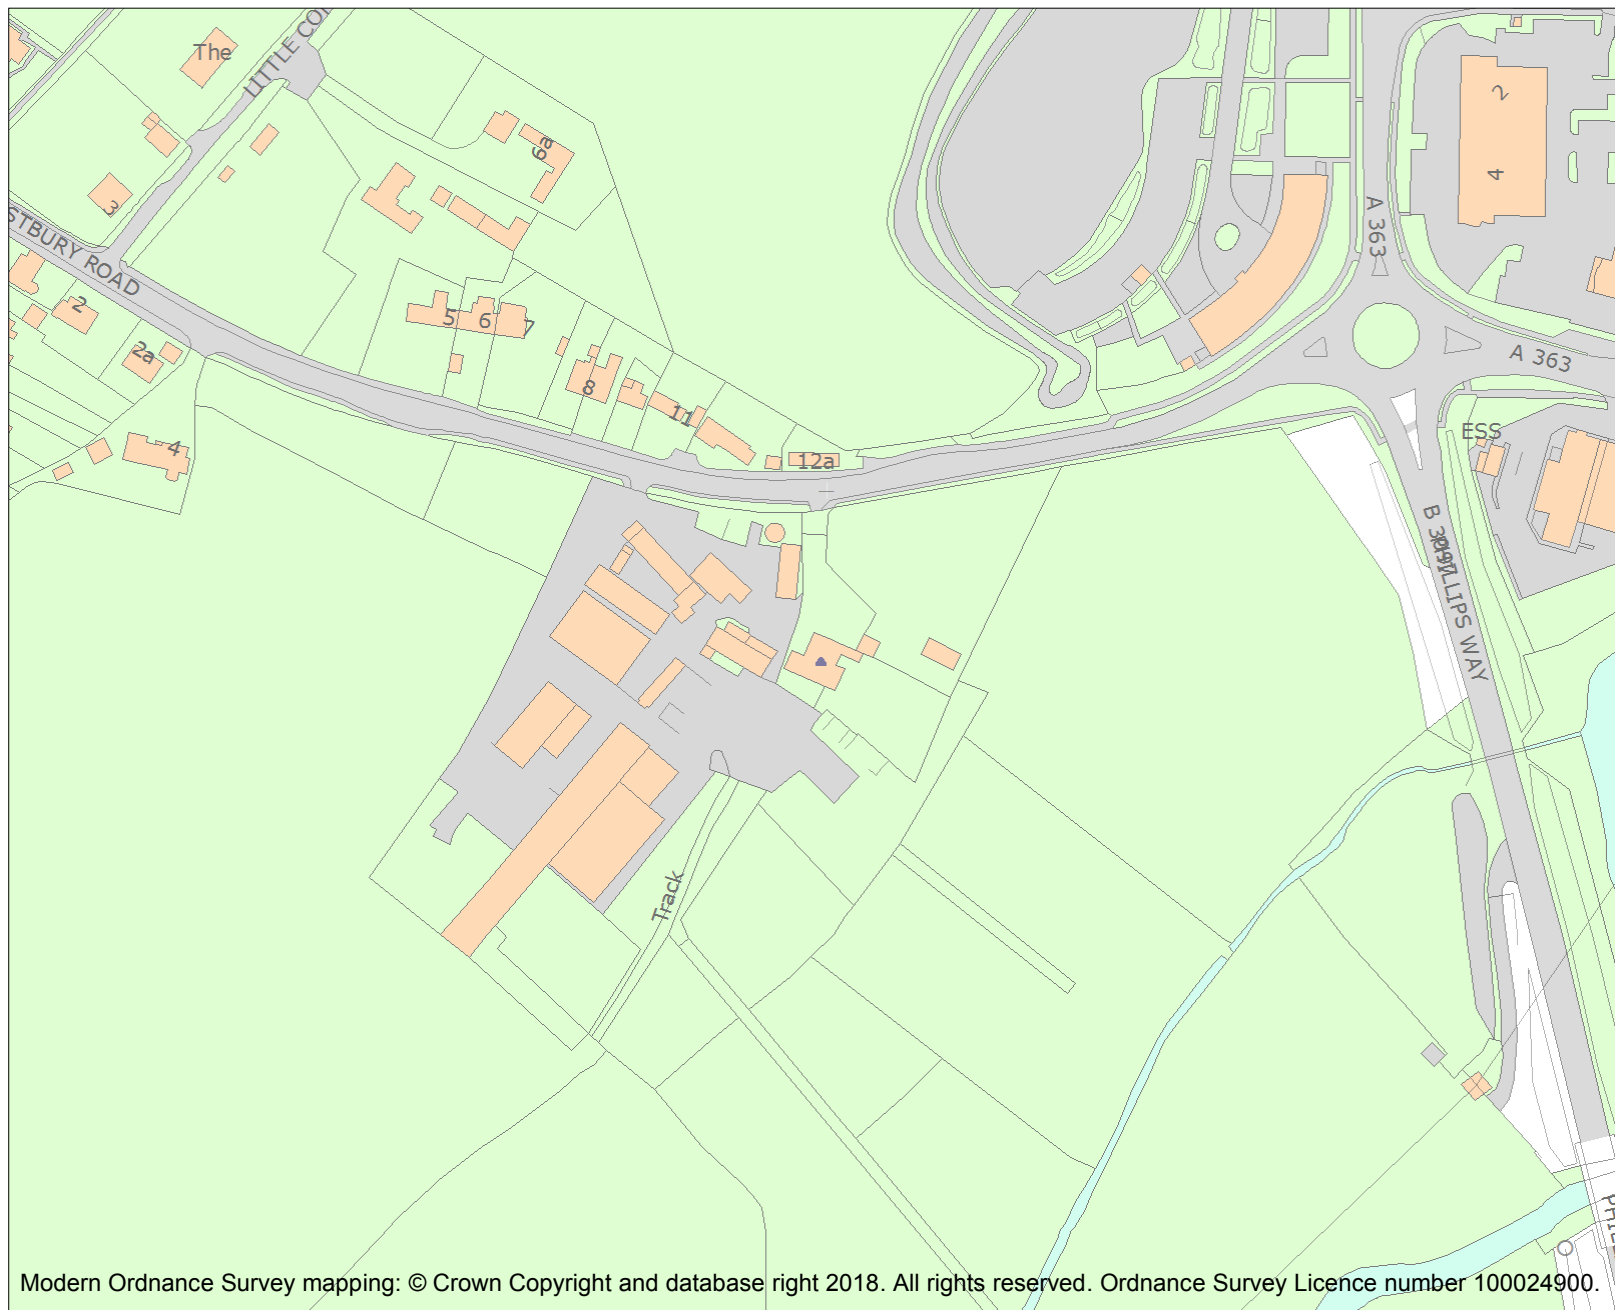 The
LITTLE CO
3
STBURY ROAD
2
2a
4
6a
5
6
7
8
11
12a
2
4
A 363
A 363
ESS
B 3097
PHILLIPS WAY
Track
Modern Ordnance Survey mapping: © Crown Copyright and database right 2018. All rights reserved. Ordnance Survey Licence number 100024900.